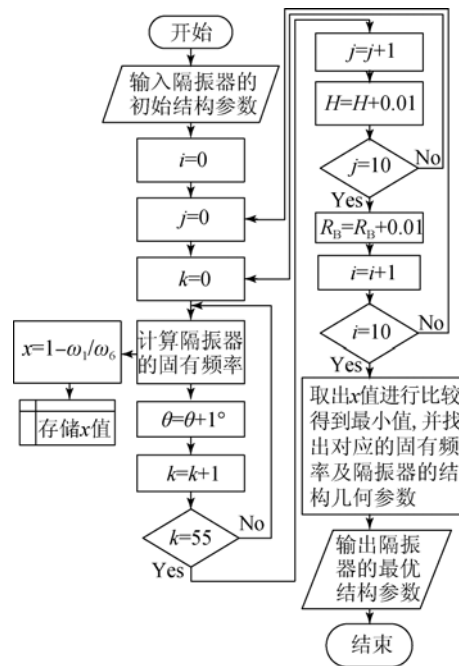 开始
输入隔振器的
初始结构参数
i=0
j=0
k=0
计算隔振器
的固有频率
x=1−ω₁/ω₆
存储x值
θ=θ+1°
k=k+1
k=55
No
Yes
j=j+1
H=H+0.01
j=10
No
Yes
R_B=R_B+0.01
i=i+1
i=10
No
Yes
取出x值进行比较
得到最小值,并找
出对应的固有频
率及隔振器的结
构几何参数
输出隔振
器的最优
结构参数
结束